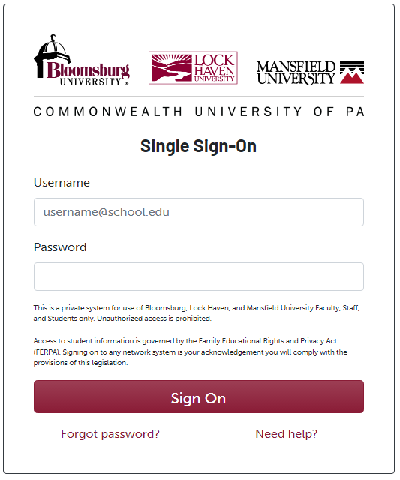 Bloomsburg
UNIVERSITY
LOCK
HAVEN
UNIVERSITY
MANSFIELD
UNIVERSITY
COMMONWEALTH UNIVERSITY OF PA
Single Sign-On
Username
username@school.edu
Password
This is a private system for use of Bloomsburg, Lock Haven, and Mansfield University Faculty, Staff,
and Students only. Unauthorized access is prohibited.
Access to student information is governed by the Family Educational Rights and Privacy Act
(FERPA). Signing on to any network system is your acknowledgement you will comply with the
provisions of this legislation.
Sign On
Forgot password?
Need help?